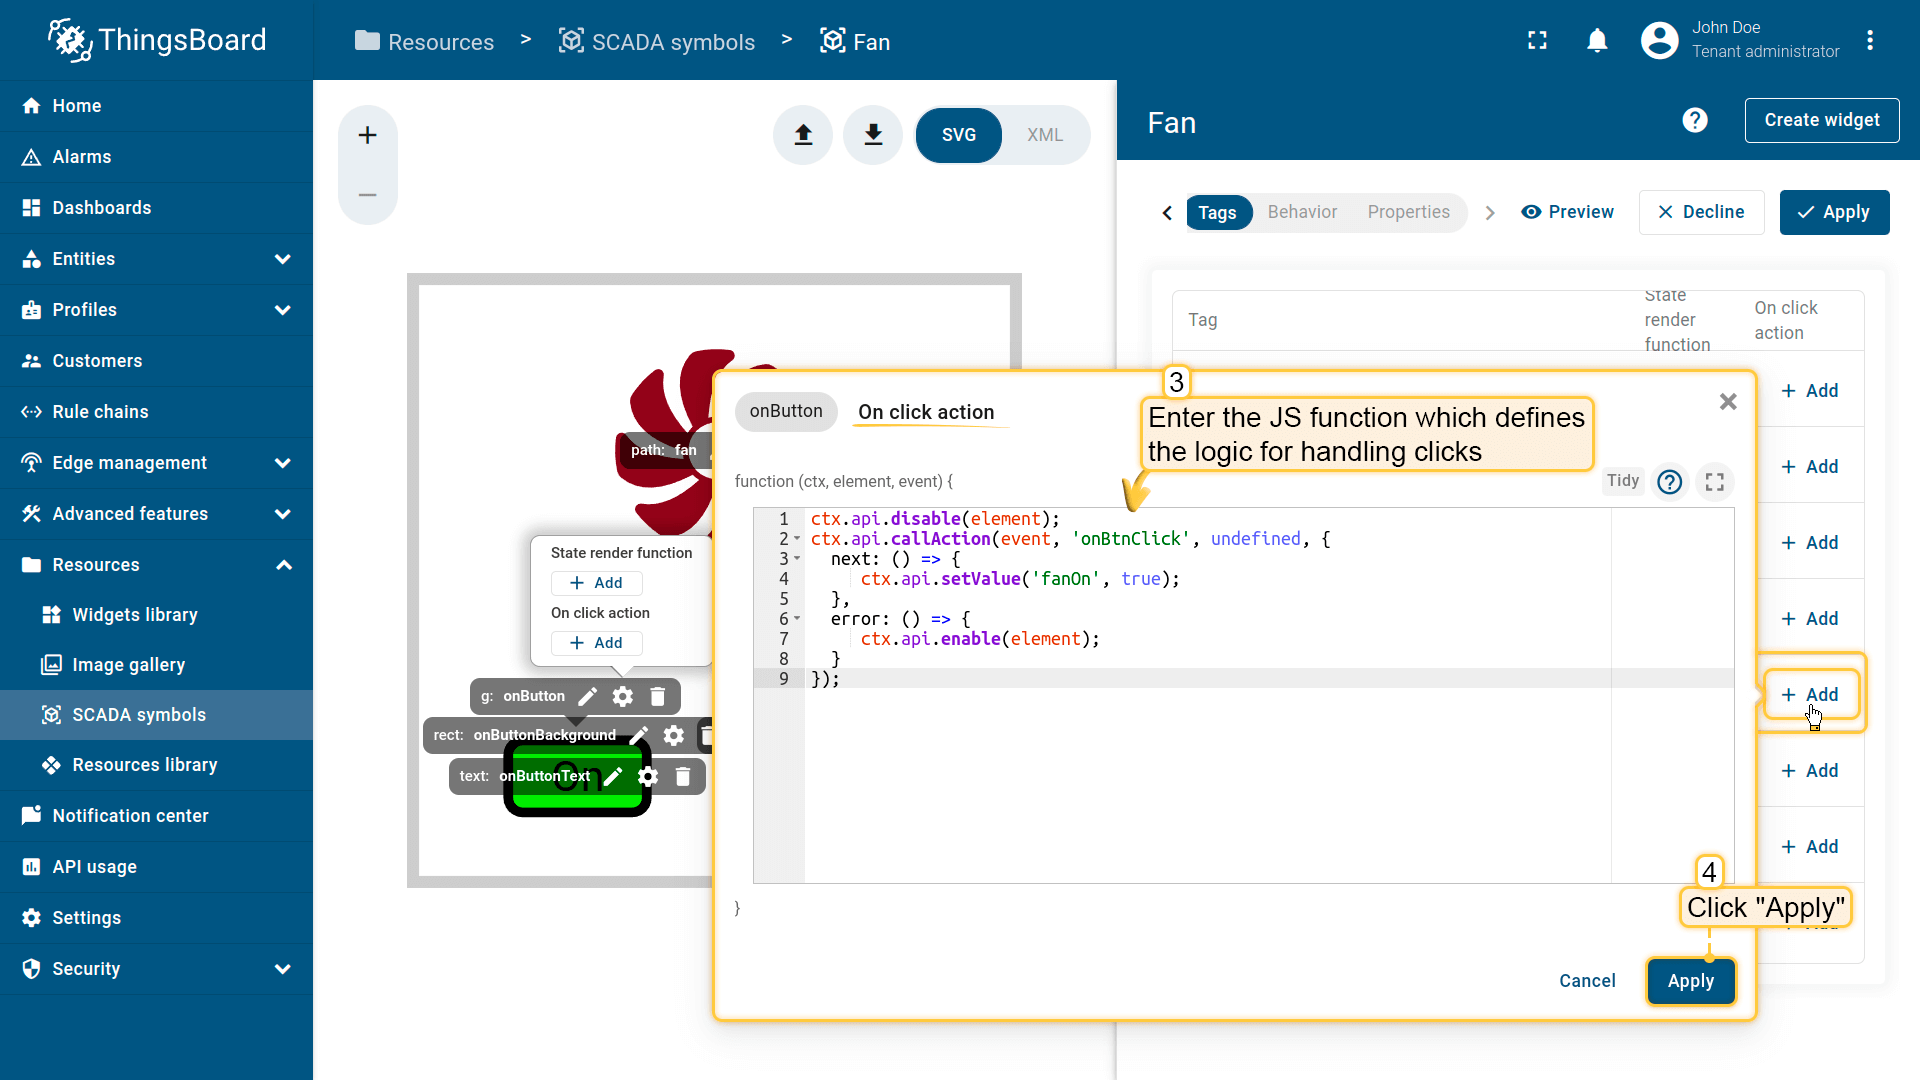 ThingsBoard
Resources > SCADA symbols > Fan
John Doe
Tenant administrator
Home
Alarms
Dashboards
Entities
Profiles
Customers
Rule chains
Edge management
Advanced features
Resources
Widgets library
Image gallery
SCADA symbols
Resources library
Notification center
API usage
Settings
Security
SVG
XML
Fan
Create widget
Tags
Behavior
Properties
Preview
Decline
Apply
Tag
State render function
On click action
+ Add
+ Add
+ Add
+ Add
+ Add
+ Add
+ Add
path: fan
State render function
+ Add
On click action
+ Add
g: onButton
rect: onButtonBackground
text: onButtonText
On
onButton
On click action
3
Enter the JS function which defines
the logic for handling clicks
function (ctx, element, event) {
Tidy
1 ctx.api.disable(element);
2 ctx.api.callAction(event, 'onBtnClick', undefined, {
3 next: () => {
4 ctx.api.setValue('fanOn', true);
5 },
6 error: () => {
7 ctx.api.enable(element);
8 }
9 });
}
4
Click "Apply"
Cancel
Apply